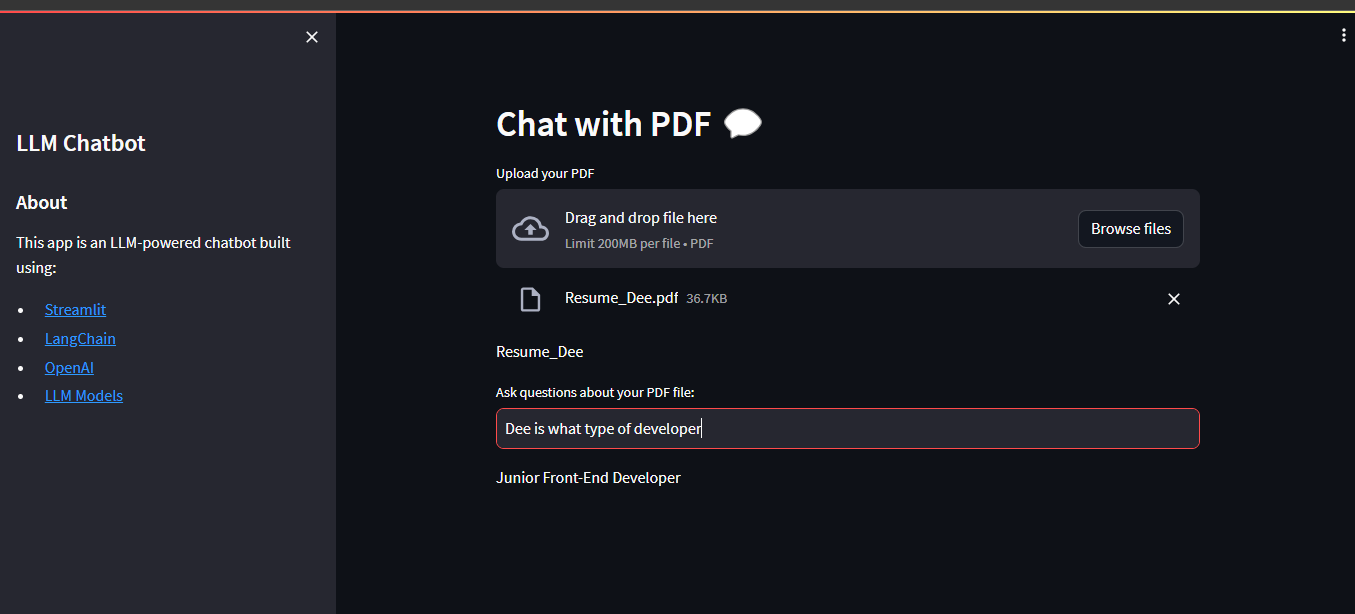 LLM Chatbot
About
This app is an LLM-powered chatbot built
using:
Streamlit
LangChain
OpenAI
LLM Models
Chat with PDF
Upload your PDF
Drag and drop file here
Limit 200MB per file • PDF
Browse files
Resume_Dee.pdf 36.7KB
Resume_Dee
Ask questions about your PDF file:
Dee is what type of developer
Junior Front-End Developer